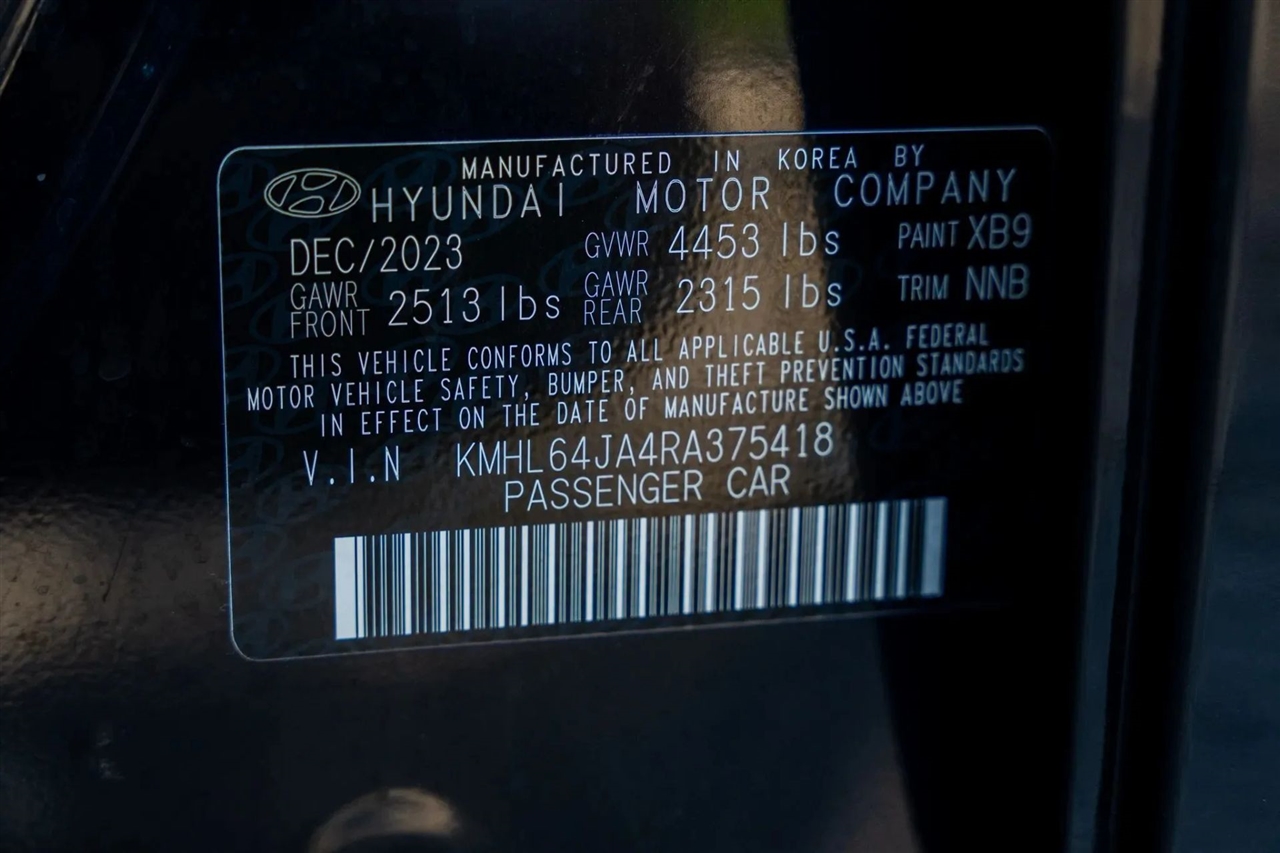 MANUFACTURED IN KOREA BY
HYUNDAI MOTOR COMPANY
DEC/2023 GVWR 4453 lbs PAINT XB9
GAWR FRONT 2513 lbs GAWR REAR 2315 lbs TRIM NNB
THIS VEHICLE CONFORMS TO ALL APPLICABLE U.S.A. FEDERAL
MOTOR VEHICLE SAFETY, BUMPER, AND THEFT PREVENTION STANDARDS
IN EFFECT ON THE DATE OF MANUFACTURE SHOWN ABOVE
V.I.N KMHL64JA4RA375418
PASSENGER CAR